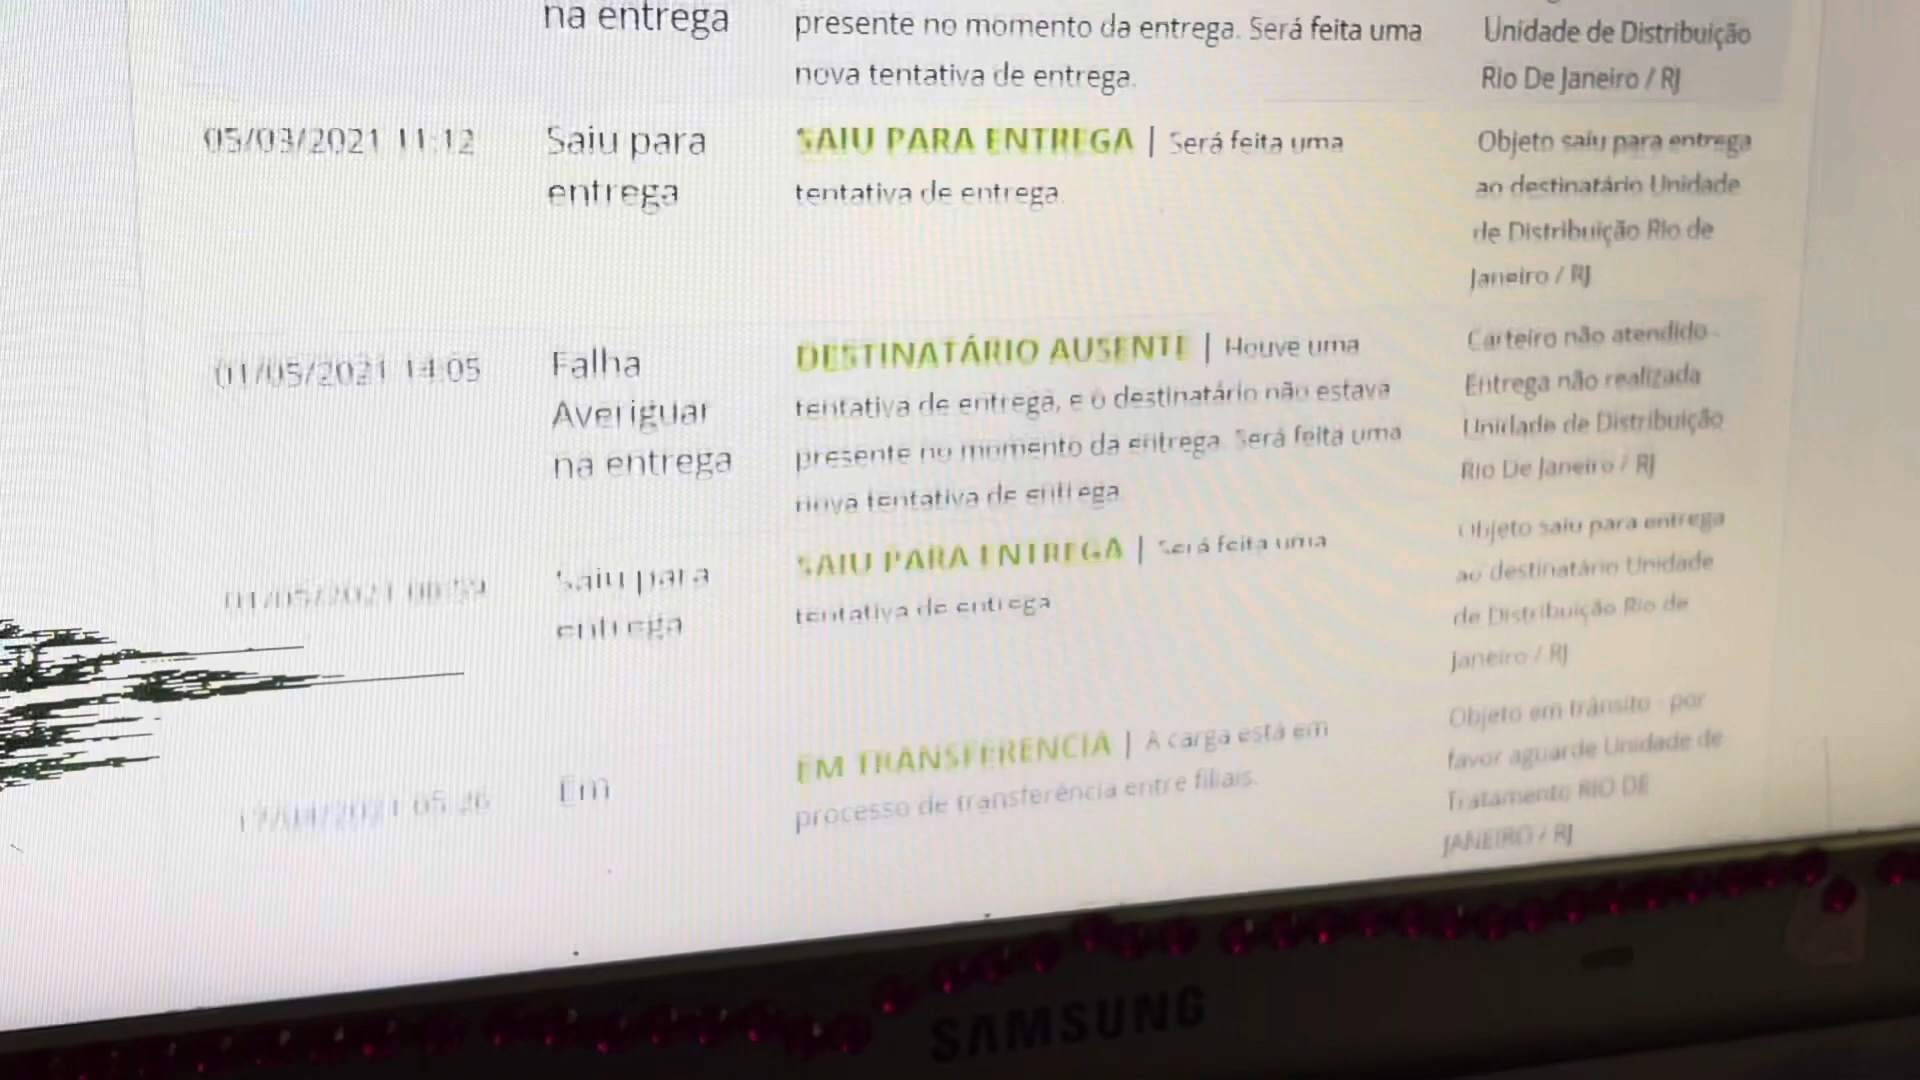 na entrega
presente no momento da entrega. Será feita uma
nova tentativa de entrega.
Unidade de Distribuição
Rio De Janeiro / RJ
05/03/2021 11:12
Saiu para
entrega
SAIU PARA ENTREGA | Será feita uma
tentativa de entrega.
Objeto saiu para entrega
ao destinatário Unidade
de Distribuição Rio de
Janeiro / RJ
01/05/2021 14:05
Falha
Averiguar
na entrega
DESTINATÁRIO AUSENTE | Houve uma
tentativa de entrega, e o destinatário não estava
presente no momento da entrega. Será feita uma
nova tentativa de entrega.
Carteiro não atendido -
Entrega não realizada
Unidade de Distribuição
Rio De Janeiro / RJ
01/05/2021
Saiu para
entrega
SAIU PARA ENTREGA | Será feita uma
tentativa de entrega
Objeto saiu para entrega
ao destinatário Unidade
de Distribuição Rio de
Janeiro / RJ
Em
EM TRANSFERENCIA | A carga está em
processo de transferência entre filiais.
Objeto em trânsito - por
favor aguarde Unidade de
Tratamento RIO DE
JANEIRO / RJ
SAMSUNG